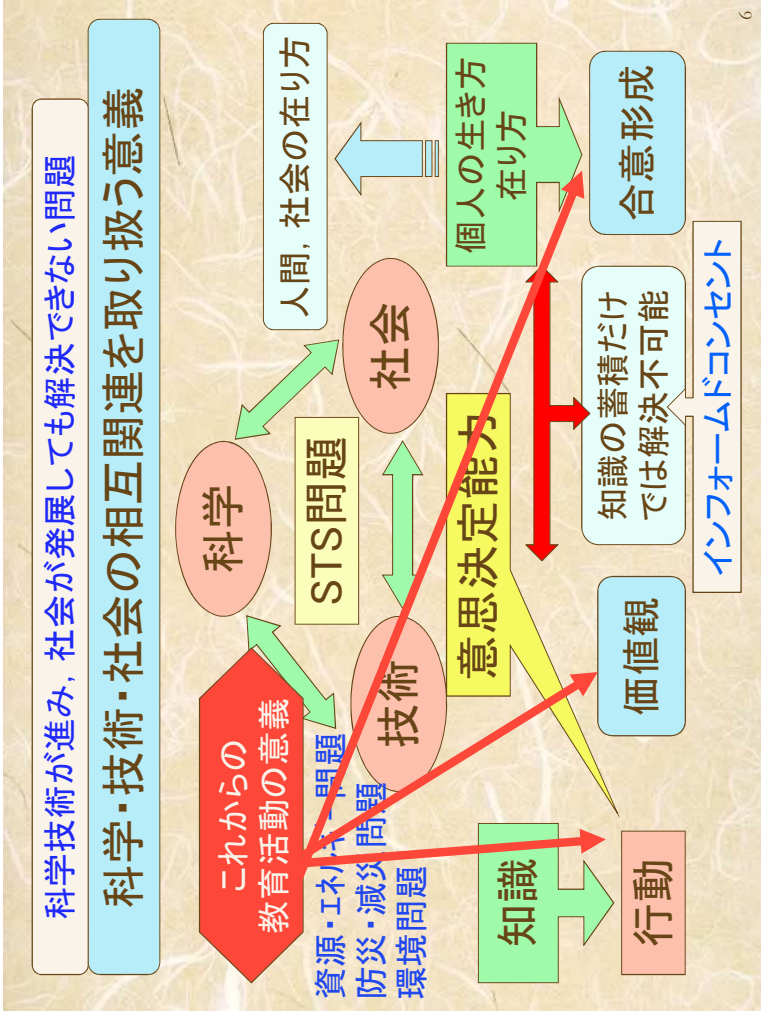 科学技術が進み，社会が発展しても解決できない問題
科学・技術・社会の相互関連を取り扱う意義
これからの
教育活動の意義
科学
人間，社会の在り方
STS問題
技術
社会
資源・エネルギー問題
防災・減災問題
環境問題
意思決定能力
個人の生き方
在り方
知識
行動
価値観
知識の蓄積だけ
では解決不可能
合意形成
インフォームドコンセント
6